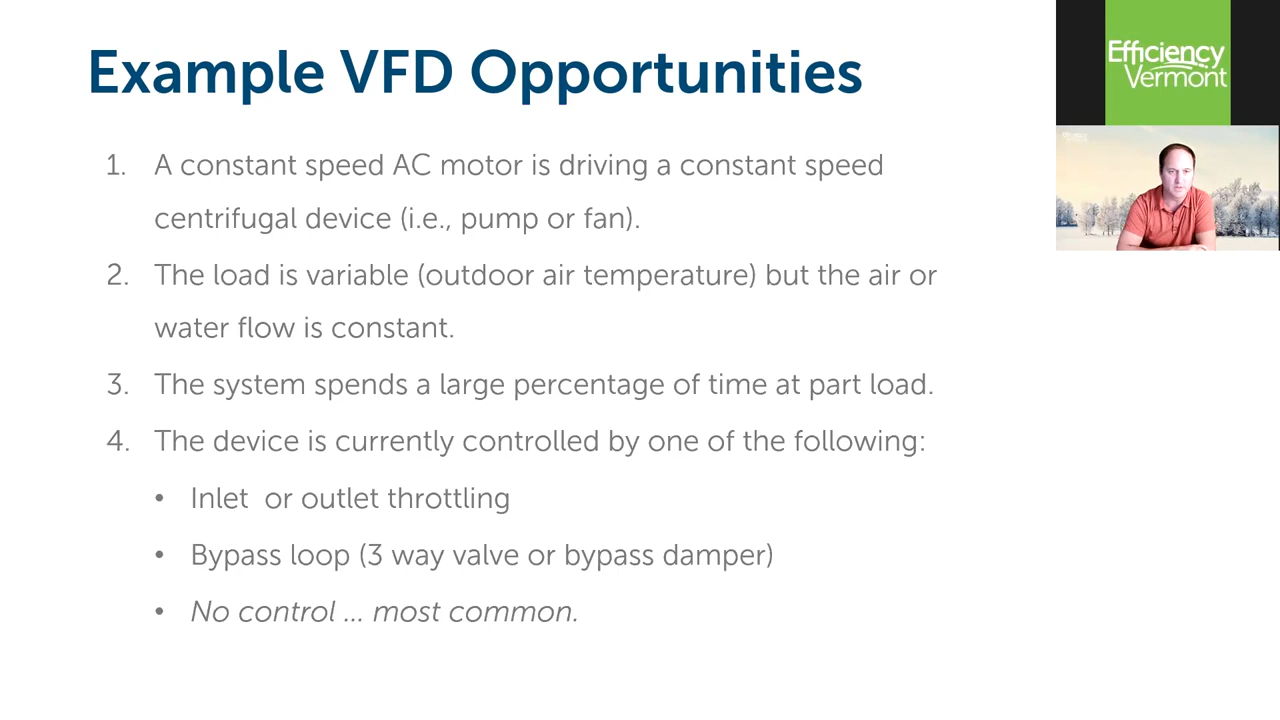 Example VFD Opportunities
Efficiency
Vermont
1. A constant speed AC motor is driving a constant speed
centrifugal device (i.e., pump or fan).
2. The load is variable (outdoor air temperature) but the air or
water flow is constant.
3. The system spends a large percentage of time at part load.
4. The device is currently controlled by one of the following:
• Inlet  or outlet throttling
• Bypass loop (3 way valve or bypass damper)
• No control ... most common.